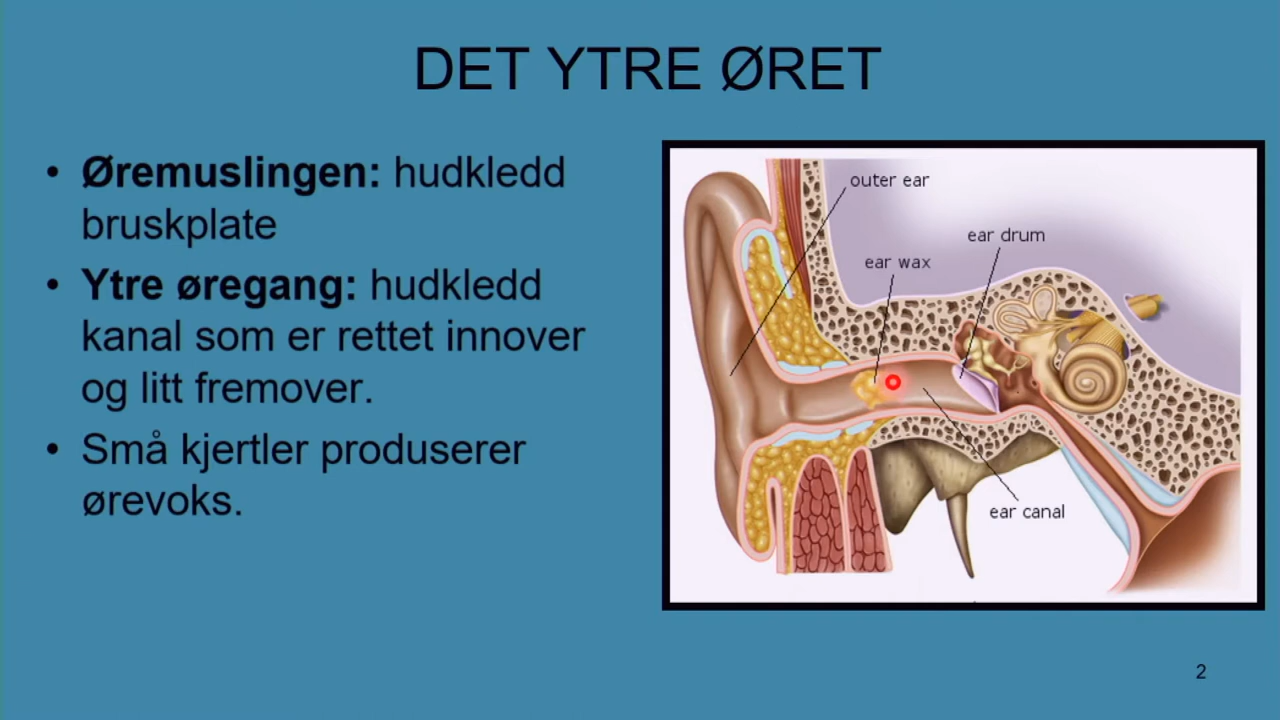 DET YTRE ØRET
• Øremuslingen: hudkledd
bruskplate
• Ytre øregang: hudkledd
kanal som er rettet innover
og litt fremover.
• Små kjertler produserer
ørevoks.
outer ear
ear drum
ear wax
ear canal
2